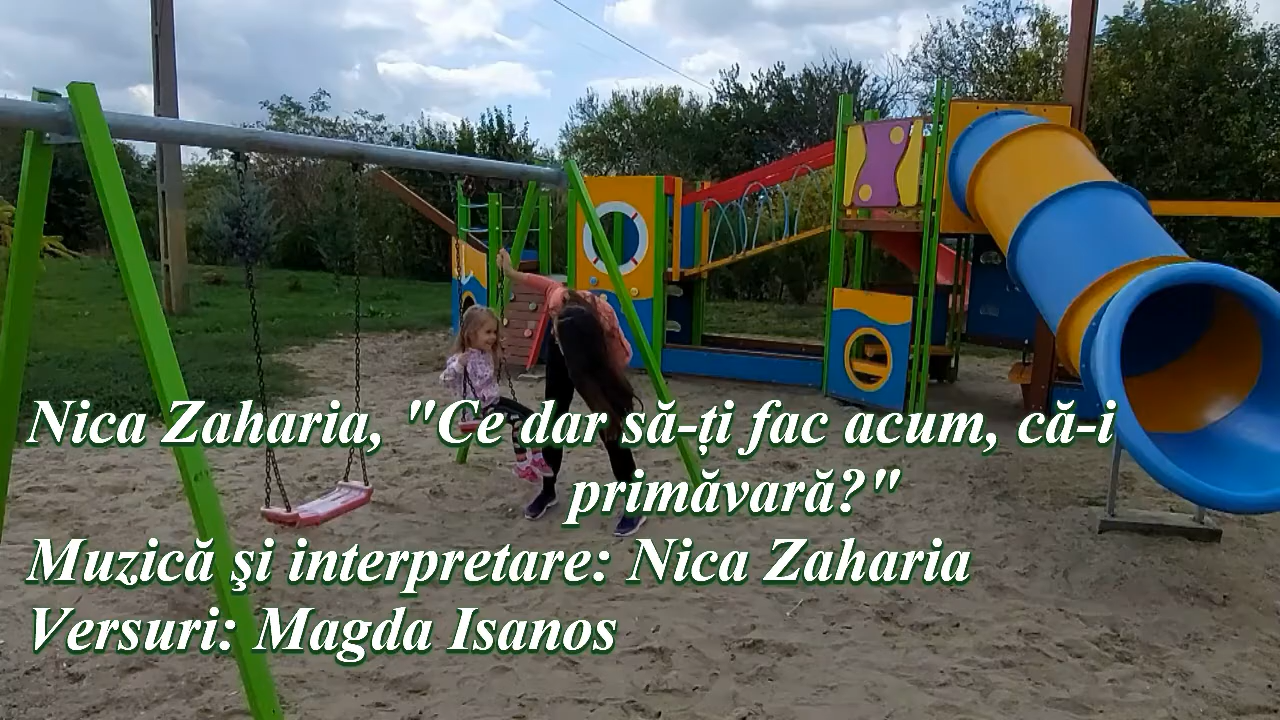 Nica Zaharia, "Ce dar să-ți fac acum, că-i
primăvară?"
Muzică şi interpretare: Nica Zaharia
Versuri: Magda Isanos